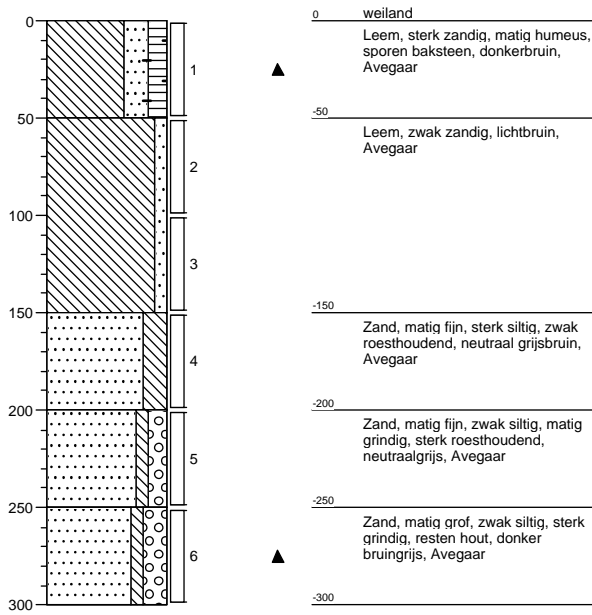 0
50
100
150
200
250
300
1
2
3
4
5
6
0 weiland
Leem, sterk zandig, matig humeus,
sporen baksteen, donkerbruin,
Avegaar
-50
Leem, zwak zandig, lichtbruin,
Avegaar
-150
Zand, matig fijn, sterk siltig, zwak
roesthoudend, neutraal grijsbruin,
Avegaar
-200
Zand, matig fijn, zwak siltig, matig
grindig, sterk roesthoudend,
neutraalgrijs, Avegaar
-250
Zand, matig grof, zwak siltig, sterk
grindig, resten hout, donker
bruingrijs, Avegaar
-300